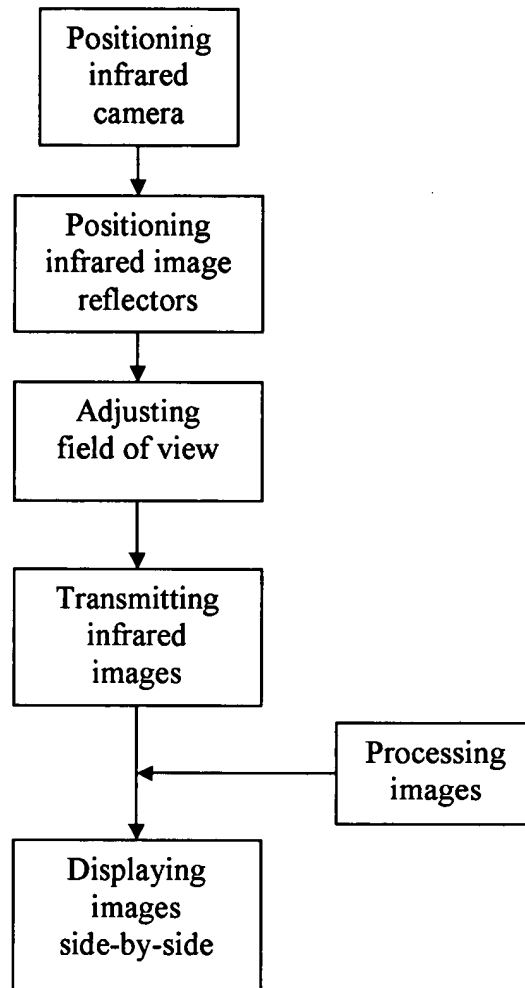 Positioning
infrared
camera
Positioning
infrared image
reflectors
Adjusting
field of view
Transmitting
infrared
images
Processing
images
Displaying
images
side-by-side